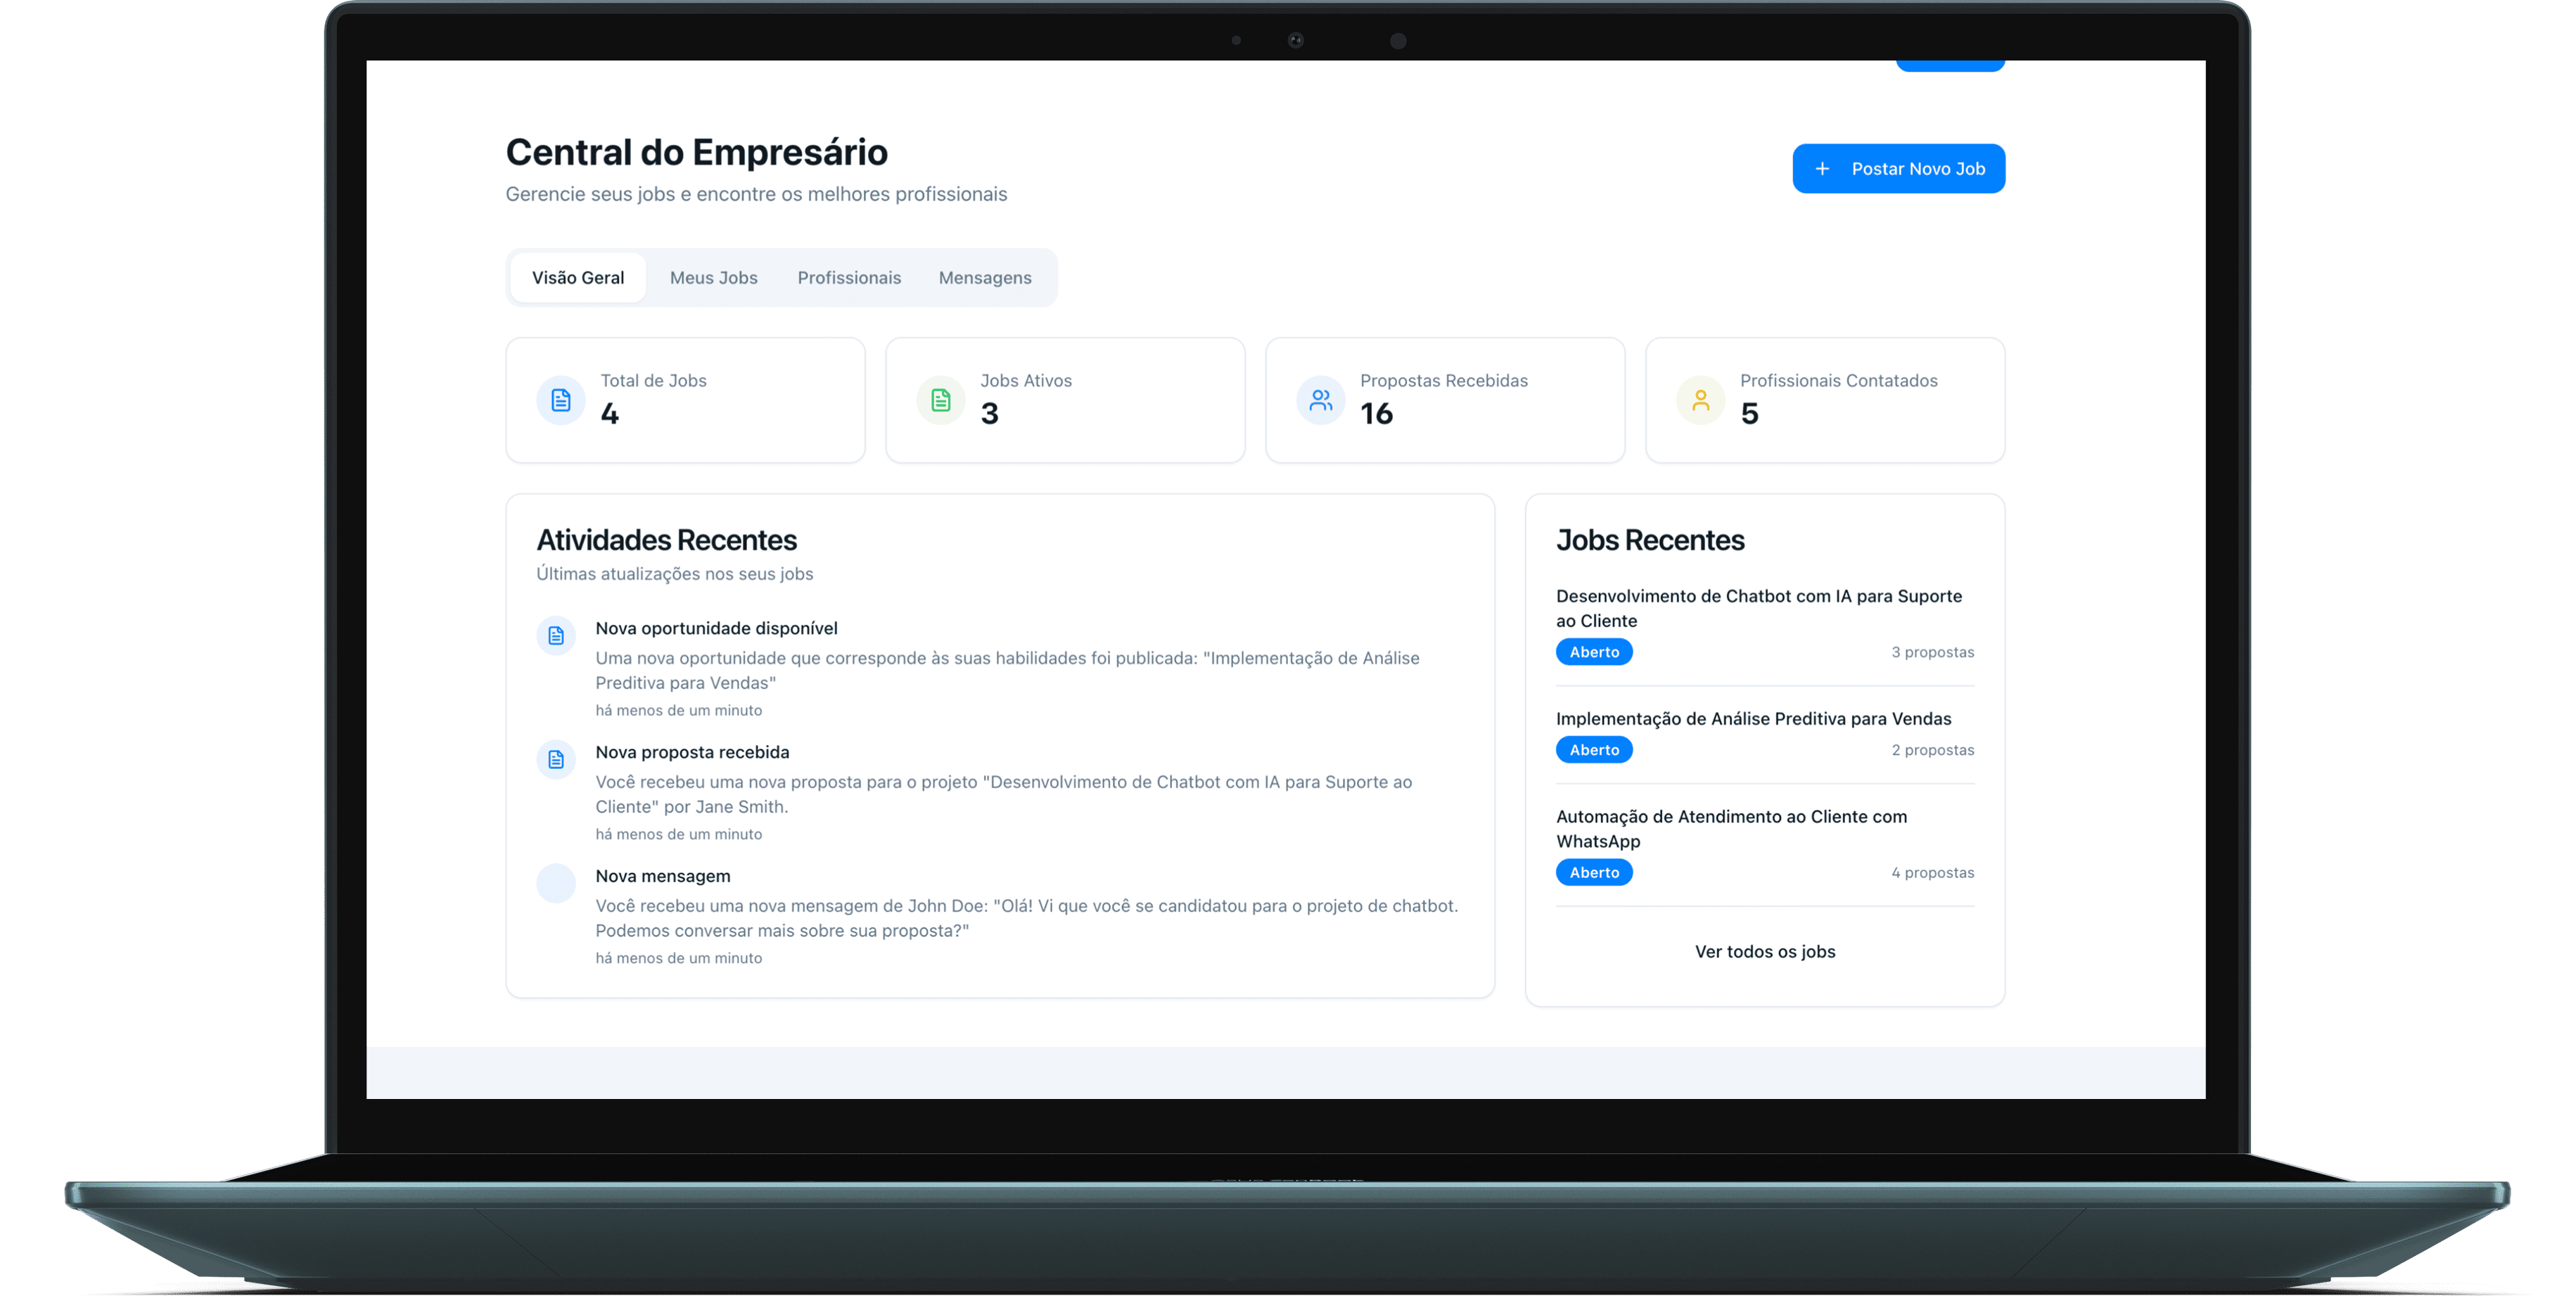 Central do Empresário
Gerencie seus jobs e encontre os melhores profissionais
+ Postar Novo Job
Visão Geral
Meus Jobs
Profissionais
Mensagens
Total de Jobs
4
Jobs Ativos
3
Propostas Recebidas
16
Profissionais Contatados
5
Atividades Recentes
Últimas atualizações nos seus jobs
Nova oportunidade disponível
Uma nova oportunidade que corresponde às suas habilidades foi publicada: "Implementação de Análise
Preditiva para Vendas"
há menos de um minuto
Nova proposta recebida
Você recebeu uma nova proposta para o projeto "Desenvolvimento de Chatbot com IA para Suporte ao
Cliente" por Jane Smith.
há menos de um minuto
Nova mensagem
Você recebeu uma nova mensagem de John Doe: "Olá! Vi que você se candidatou para o projeto de chatbot.
Podemos conversar mais sobre sua proposta?"
há menos de um minuto
Jobs Recentes
Desenvolvimento de Chatbot com IA para Suporte
ao Cliente
Aberto
3 propostas
Implementação de Análise Preditiva para Vendas
Aberto
2 propostas
Automação de Atendimento ao Cliente com
WhatsApp
Aberto
4 propostas
Ver todos os jobs